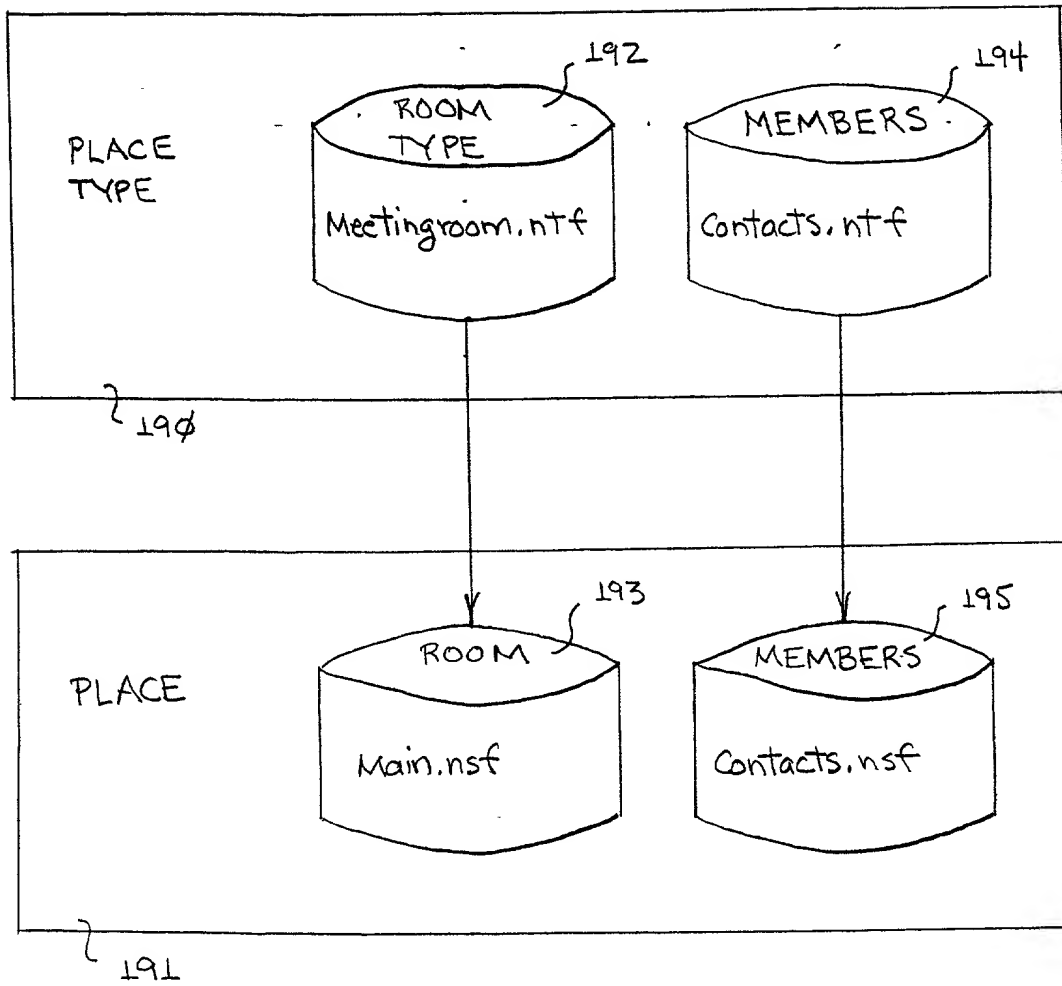 192
194
ROOM
TYPE
MEMBERS
PLACE
TYPE
Meetingroom.ntf
Contacts.ntf
190
193
195
ROOM
MEMBERS
PLACE
Main.nsf
Contacts.nsf
191